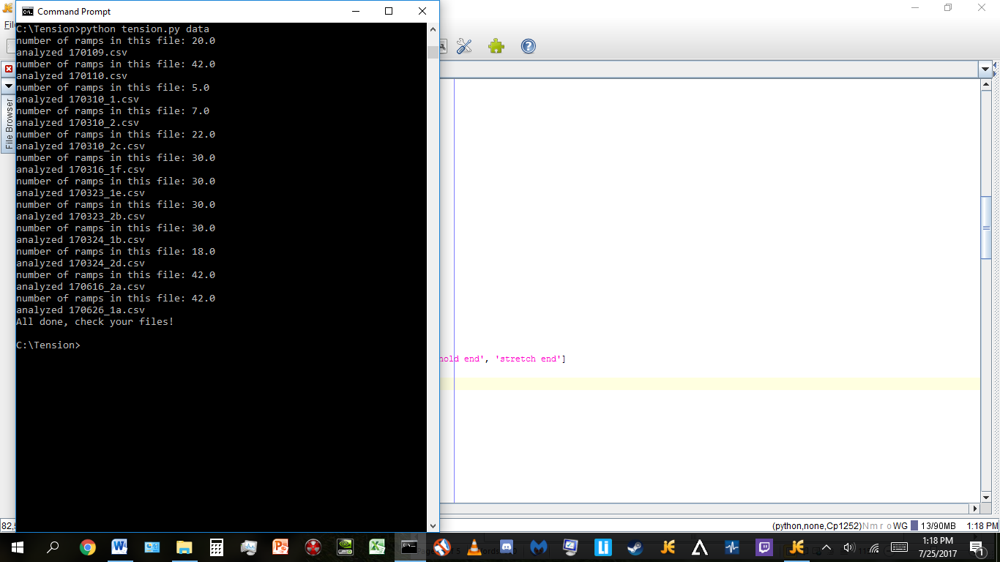 Command Prompt
C:\Tension>python tension.py data
number of ramps in this file: 20.0
analyzed 170109.csv
number of ramps in this file: 42.0
analyzed 170110.csv
number of ramps in this file: 5.0
analyzed 170310_1.csv
number of ramps in this file: 7.0
analyzed 170310_2.csv
number of ramps in this file: 22.0
analyzed 170310_2c.csv
number of ramps in this file: 30.0
analyzed 170316_1f.csv
number of ramps in this file: 30.0
analyzed 170323_1e.csv
number of ramps in this file: 30.0
analyzed 170323_2b.csv
number of ramps in this file: 30.0
analyzed 170324_1b.csv
number of ramps in this file: 18.0
analyzed 170324_2d.csv
number of ramps in this file: 42.0
analyzed 170616_2a.csv
number of ramps in this file: 42.0
analyzed 170626_1a.csv
All done, check your files!
C:\Tension>
File Browser
hold end', 'stretch end']
82,
(python,none,Cp1252)N m r o WG 13/90MB 1:18 PM
1:18 PM
7/25/2017